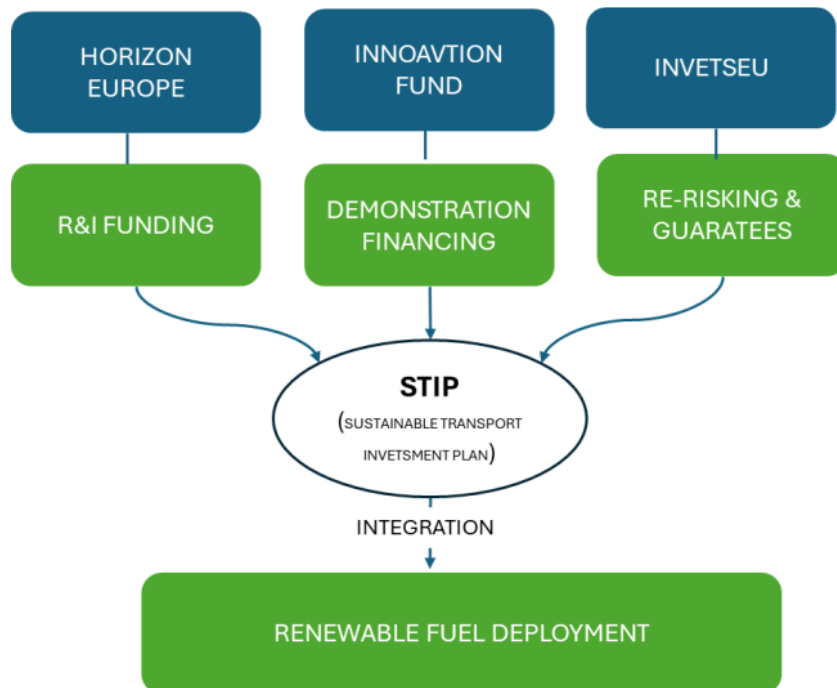 HORIZON
EUROPE
INNOAVTION
FUND
INVETSEU
R&I FUNDING
DEMONSTRATION
FINANCING
RE-RISKING &
GUARATEES
STIP
(SUSTAINABLE TRANSPORT
INVETSMENT PLAN)
INTEGRATION
RENEWABLE FUEL DEPLOYMENT